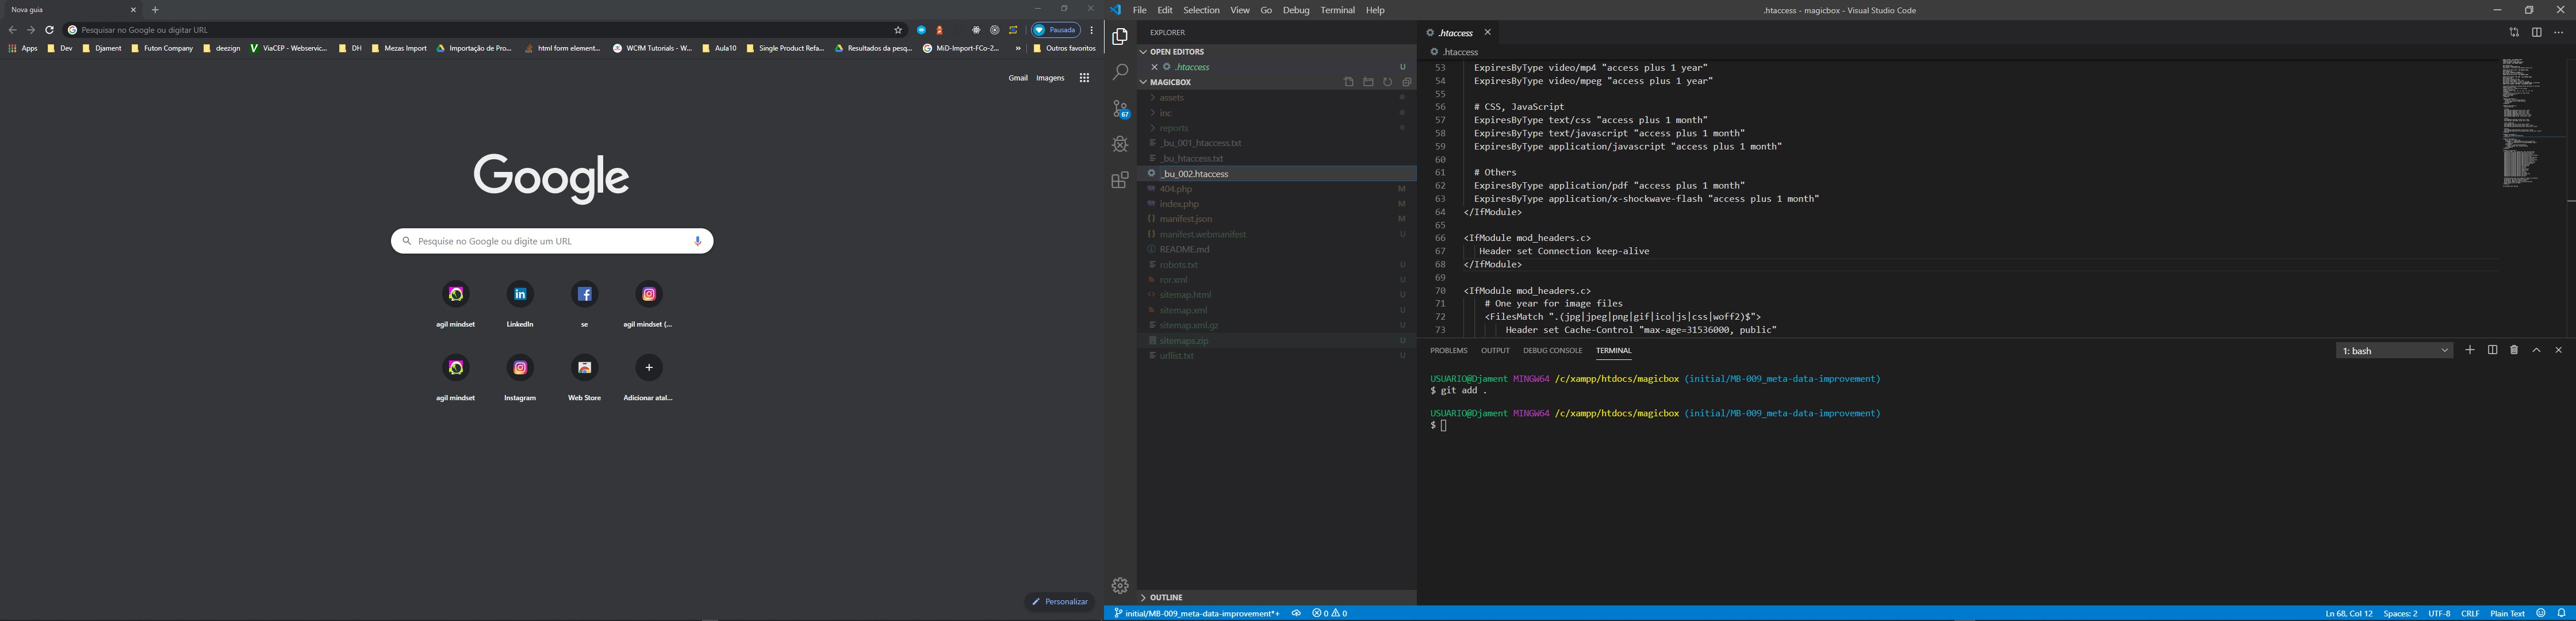 Nova guia
Pesquisar no Google ou digitar URL
Pausada
Apps Dev Djament Futon Company deezign ViaCEP - Webservic... DH Mezas Import Importação de Pro... html form element... WCfM Tutorials - W... Aula10 Single Product Refa... Resultados da pesq... MiD-Import-FCo-2... » Outros favoritos
Gmail Imagens
Google
Pesquise no Google ou digite um URL
agil mindset LinkedIn se agil mindset (...
agil mindset Instagram Web Store Adicionar atal...
Personalizar
File Edit Selection View Go Debug Terminal Help
.htaccess - magicbox - Visual Studio Code
EXPLORER
OPEN EDITORS
.htaccess U
MAGICBOX
67
assets
inc
reports
_bu_001_htaccess.txt
_bu_htaccess.txt
_bu_002.htaccess
404.php M
index.php M
manifest.json M
manifest.webmanifest U
README.md
robots.txt U
ror.xml U
sitemap.html U
sitemap.xml U
sitemap.xml.gz U
sitemaps.zip U
urllist.txt U
OUTLINE
.htaccess
.htaccess
53 ExpiresByType video/mp4 "access plus 1 year"
54 ExpiresByType video/mpeg "access plus 1 year"
55
56 # CSS, JavaScript
57 ExpiresByType text/css "access plus 1 month"
58 ExpiresByType text/javascript "access plus 1 month"
59 ExpiresByType application/javascript "access plus 1 month"
60
61 # Others
62 ExpiresByType application/pdf "access plus 1 month"
63 ExpiresByType application/x-shockwave-flash "access plus 1 month"
64 </IfModule>
65
66 <IfModule mod_headers.c>
67 Header set Connection keep-alive
68 </IfModule>
69
70 <IfModule mod_headers.c>
71 # One year for image files
72 <FilesMatch ".(jpg|jpeg|png|gif|ico|js|css|woff2)$">
73 Header set Cache-Control "max-age=31536000, public"
PROBLEMS OUTPUT DEBUG CONSOLE TERMINAL
1: bash
USUARIO@Djament MINGW64 /c/xampp/htdocs/magicbox (initial/MB-009_meta-data-improvement)
$ git add .
USUARIO@Djament MINGW64 /c/xampp/htdocs/magicbox (initial/MB-009_meta-data-improvement)
$
initial/MB-009_meta-data-improvement*+ 0 0
Ln 68, Col 12 Spaces: 2 UTF-8 CRLF Plain Text